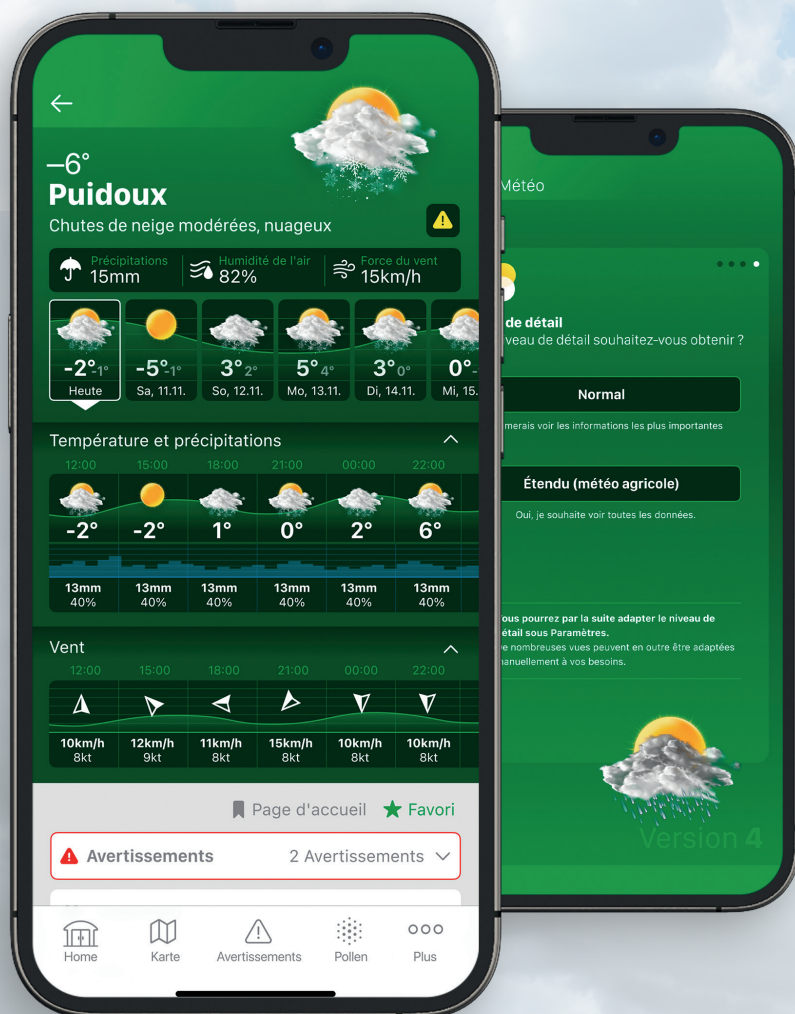 –6°
Puidoux
Chutes de neige modérées, nuageux
Précipitations
15mm
Humidité de l'air
82%
Force du vent
15km/h
-2° -1°
Heute
-5° -1°
Sa, 11.11.
3° 2°
So, 12.11.
5° 4°
Mo, 13.11.
3° 0°
Di, 14.11.
0° -
Mi, 15.
Température et précipitations
12:00 15:00 18:00 21:00 00:00 22:00
-2° -2° 1° 0° 2° 6°
13mm 13mm 13mm 13mm 13mm 13mm
40% 40% 40% 40% 40% 40%
Vent
12:00 15:00 18:00 21:00 00:00 22:00
10km/h 12km/h 11km/h 15km/h 10km/h 10km/h
8kt 9kt 8kt 8kt 8kt 8kt
Page d'accueil Favori
Avertissements 2 Avertissements
Home Karte Avertissements Pollen Plus
Météo
de détail
veau de détail souhaitez-vous obtenir ?
Normal
merais voir les informations les plus importantes
Étendu (météo agricole)
Oui, je souhaite voir toutes les données.
ous pourrez par la suite adapter le niveau de
étail sous Paramètres.
e nombreuses vues peuvent en outre être adaptées
anuellement à vos besoins.
Version 4